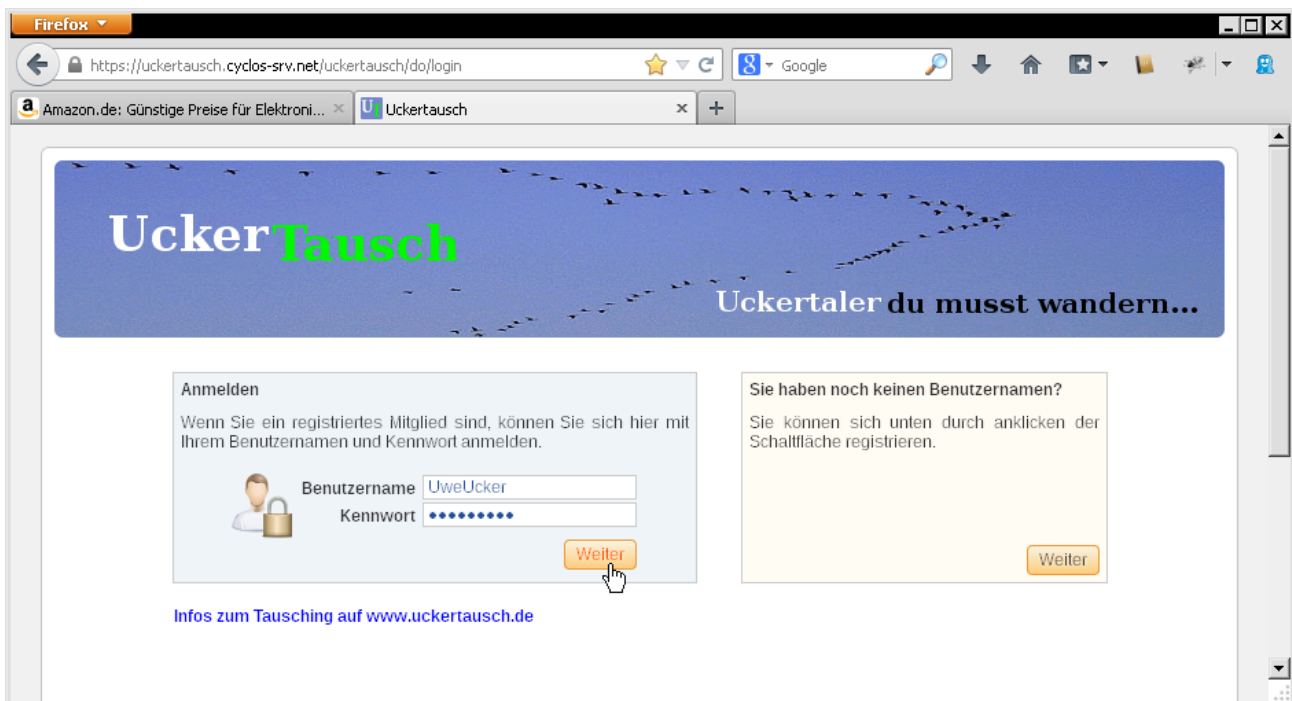 Firefox
https://uckertausch.cyclos-srv.net/uckertausch/do/login
Google
Amazon.de: Günstige Preise für Elektroni...
Uckertausch
UckerTausch
Uckertaler du musst wandern...
Anmelden
Wenn Sie ein registriertes Mitglied sind, können Sie sich hier mit
Ihrem Benutzernamen und Kennwort anmelden.
Benutzername UweUcker
Kennwort •••••••••
Weiter
Sie haben noch keinen Benutzernamen?
Sie können sich unten durch anklicken der
Schaltfläche registrieren.
Weiter
Infos zum Tausching auf www.uckertausch.de